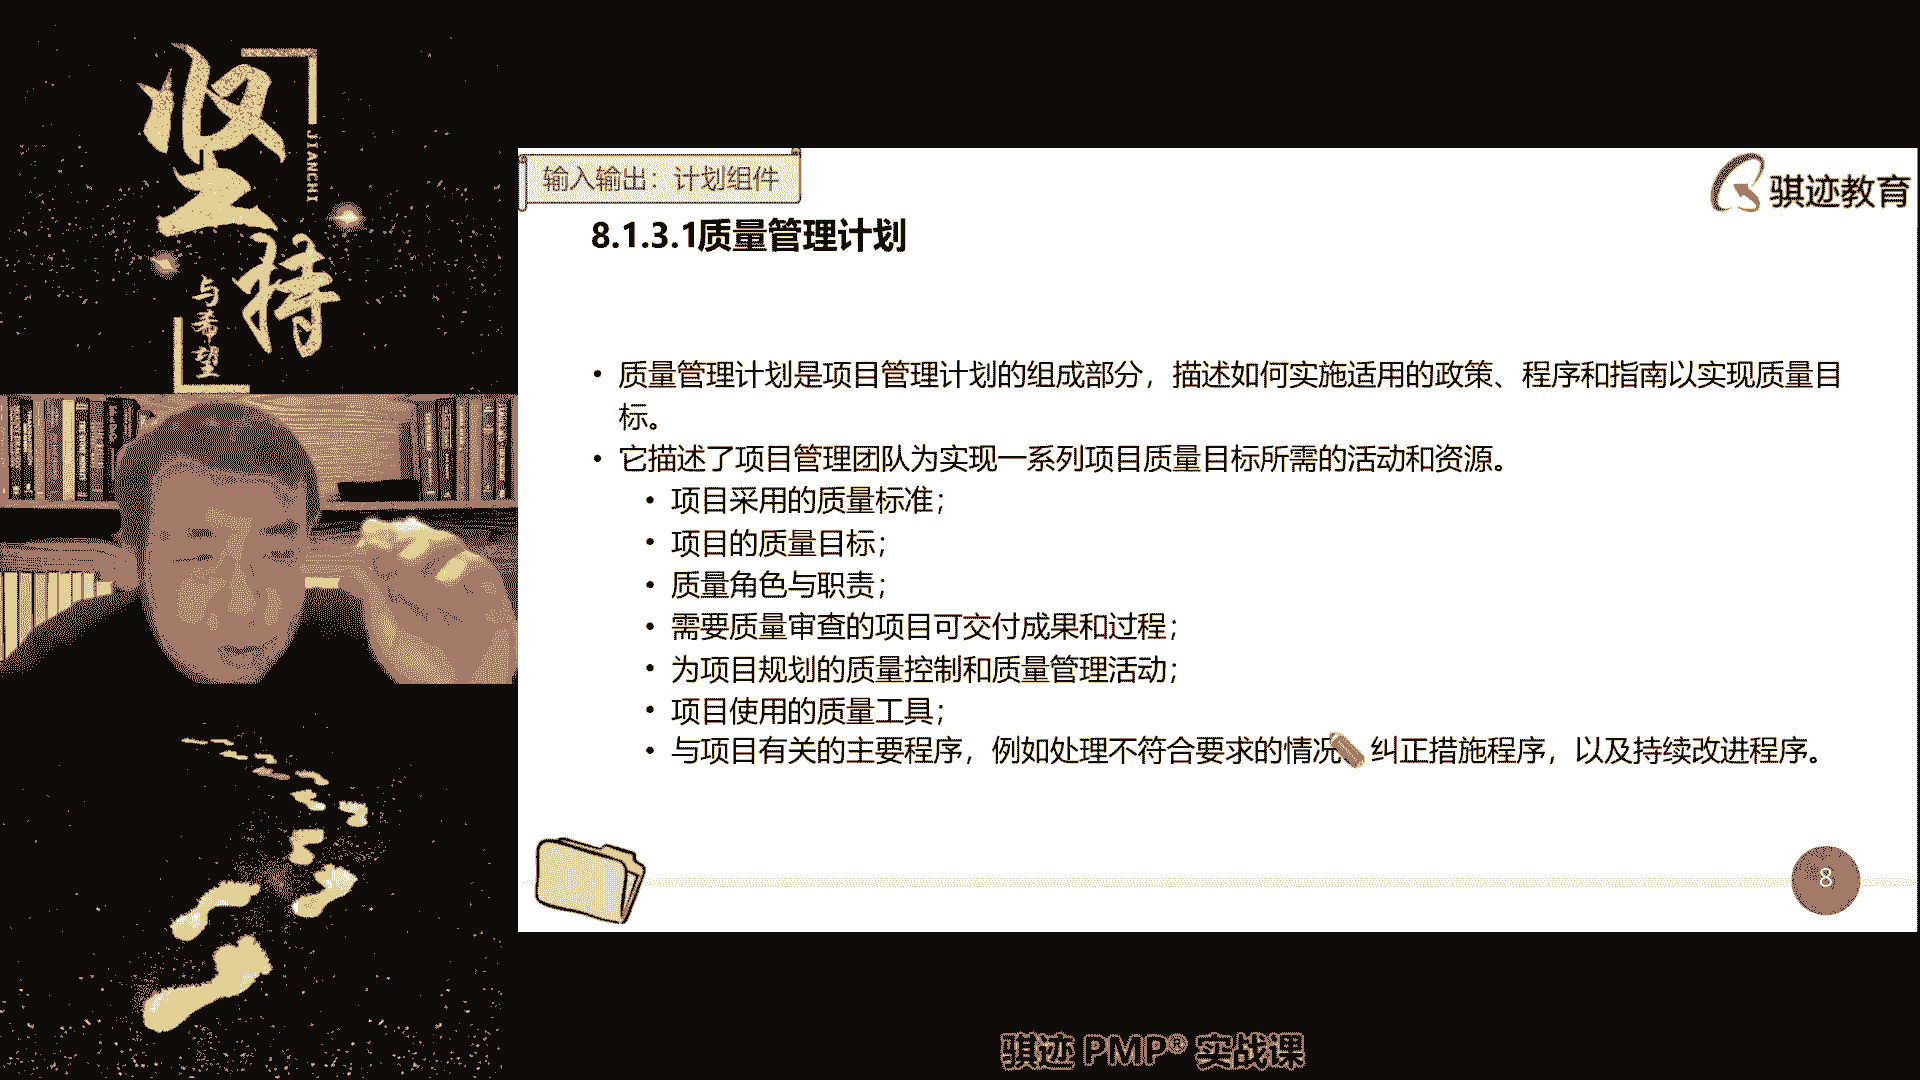 坚持
JIANCHI
与希望
输入输出：计划组件
骐迹教育
8.1.3.1质量管理计划
• 质量管理计划是项目管理计划的组成部分，描述如何实施适用的政策、程序和指南以实现质量目
标。
• 它描述了项目管理团队为实现一系列项目质量目标所需的活动和资源。
• 项目采用的质量标准；
• 项目的质量目标；
• 质量角色与职责；
• 需要质量审查的项目可交付成果和过程；
• 为项目规划的质量控制和质量管理活动；
• 项目使用的质量工具；
• 与项目有关的主要程序，例如处理不符合要求的情况 纠正措施程序，以及持续改进程序。
8
骐迹 PMP® 实战课